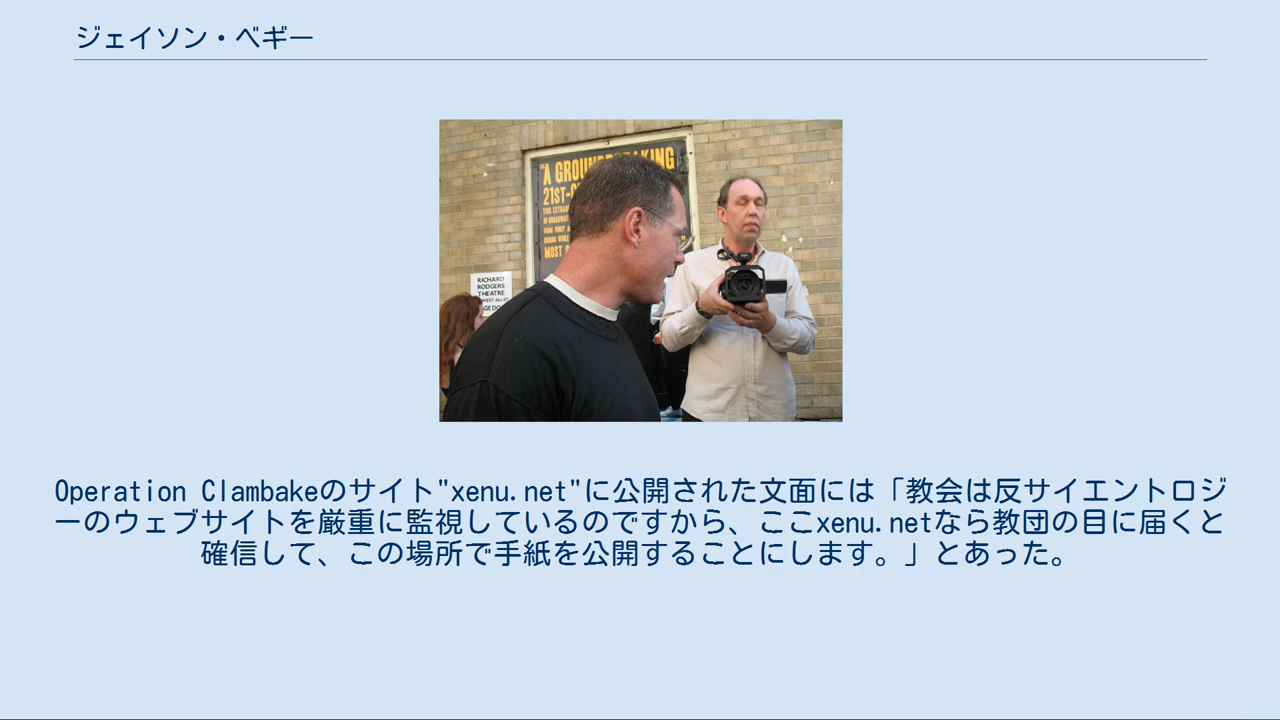 ジェイソン・ベギー
"A GROUNDBREAKING
21ST-C
MOST S
RICHARD
RODGERS
THEATRE
Operation Clambakeのサイト"xenu.net"に公開された文面には「教会は反サイエントロジ
ーのウェブサイトを厳重に監視しているのですから、ここxenu.netなら教団の目に届くと
確信して、この場所で手紙を公開することにします。」とあった。